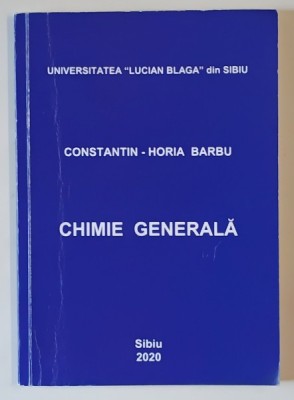 UNIVERSITATEA "LUCIAN BLAGA" din SIBIU
CONSTANTIN - HORIA BARBU
CHIMIE GENERALĂ
Sibiu
2020